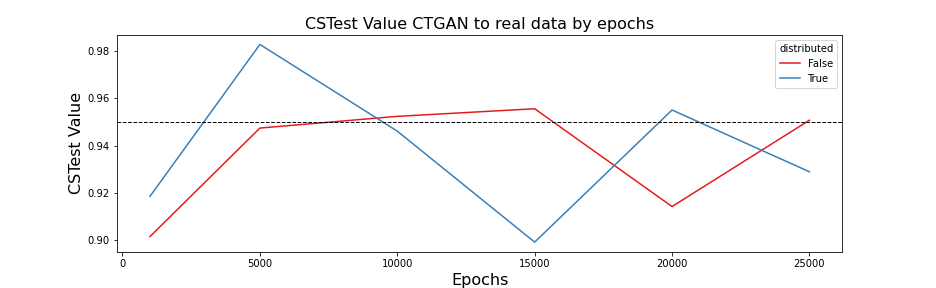 CSTest Value CTGAN to real data by epochs
distributed
False
True
CSTest Value
0.98
0.96
0.94
0.92
0.90
0
5000
10000
15000
20000
25000
Epochs